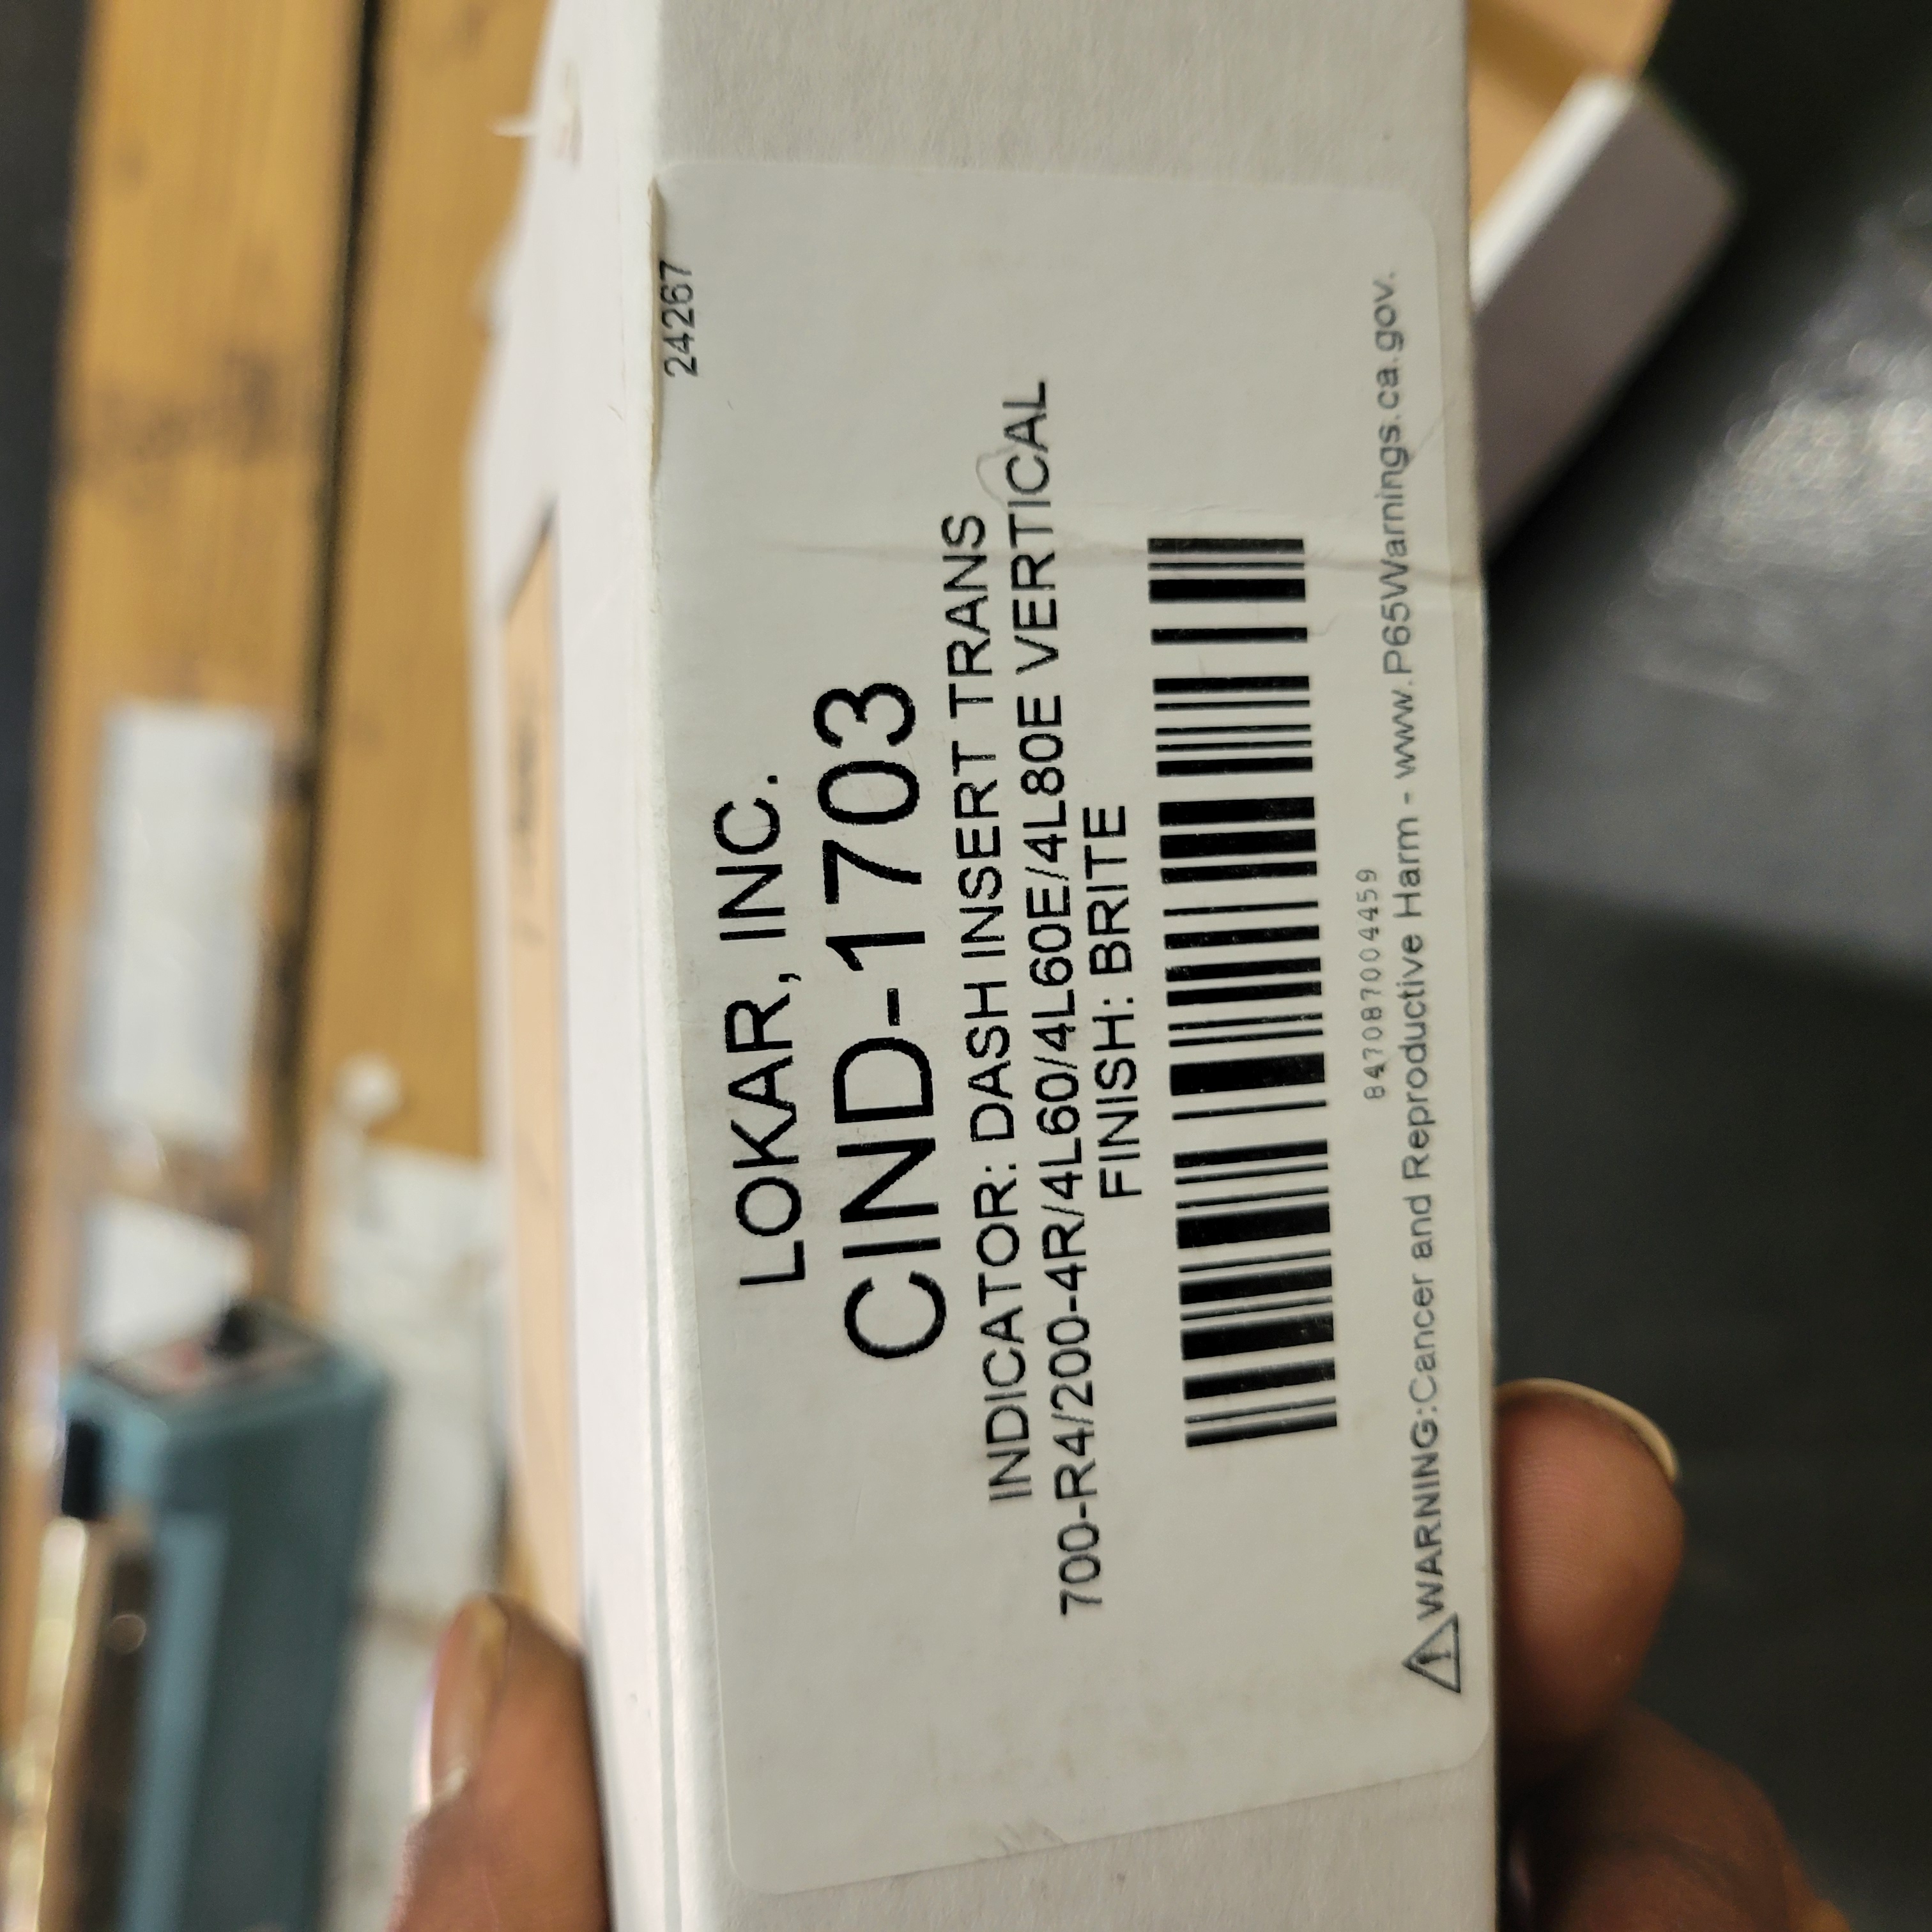 24267
LOKAR, INC.
CIND-1703
INDICATOR: DASH INSERT TRANS
700-R4/200-4R/4L60/4L60E/4L80E VERTICAL
FINISH: BRITE
847087004459
⚠WARNING:Cancer and Reproductive Harm - www.P65Warnings.ca.gov.